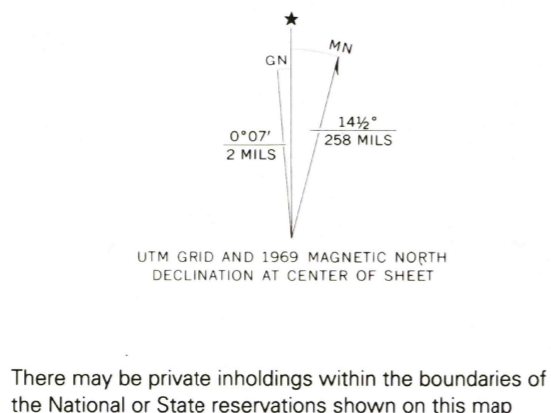 ★
GN
MN
0°07′
2 MILS
14½°
258 MILS
UTM GRID AND 1969 MAGNETIC NORTH
DECLINATION AT CENTER OF SHEET
There may be private inholdings within the boundaries of
the National or State reservations shown on this map